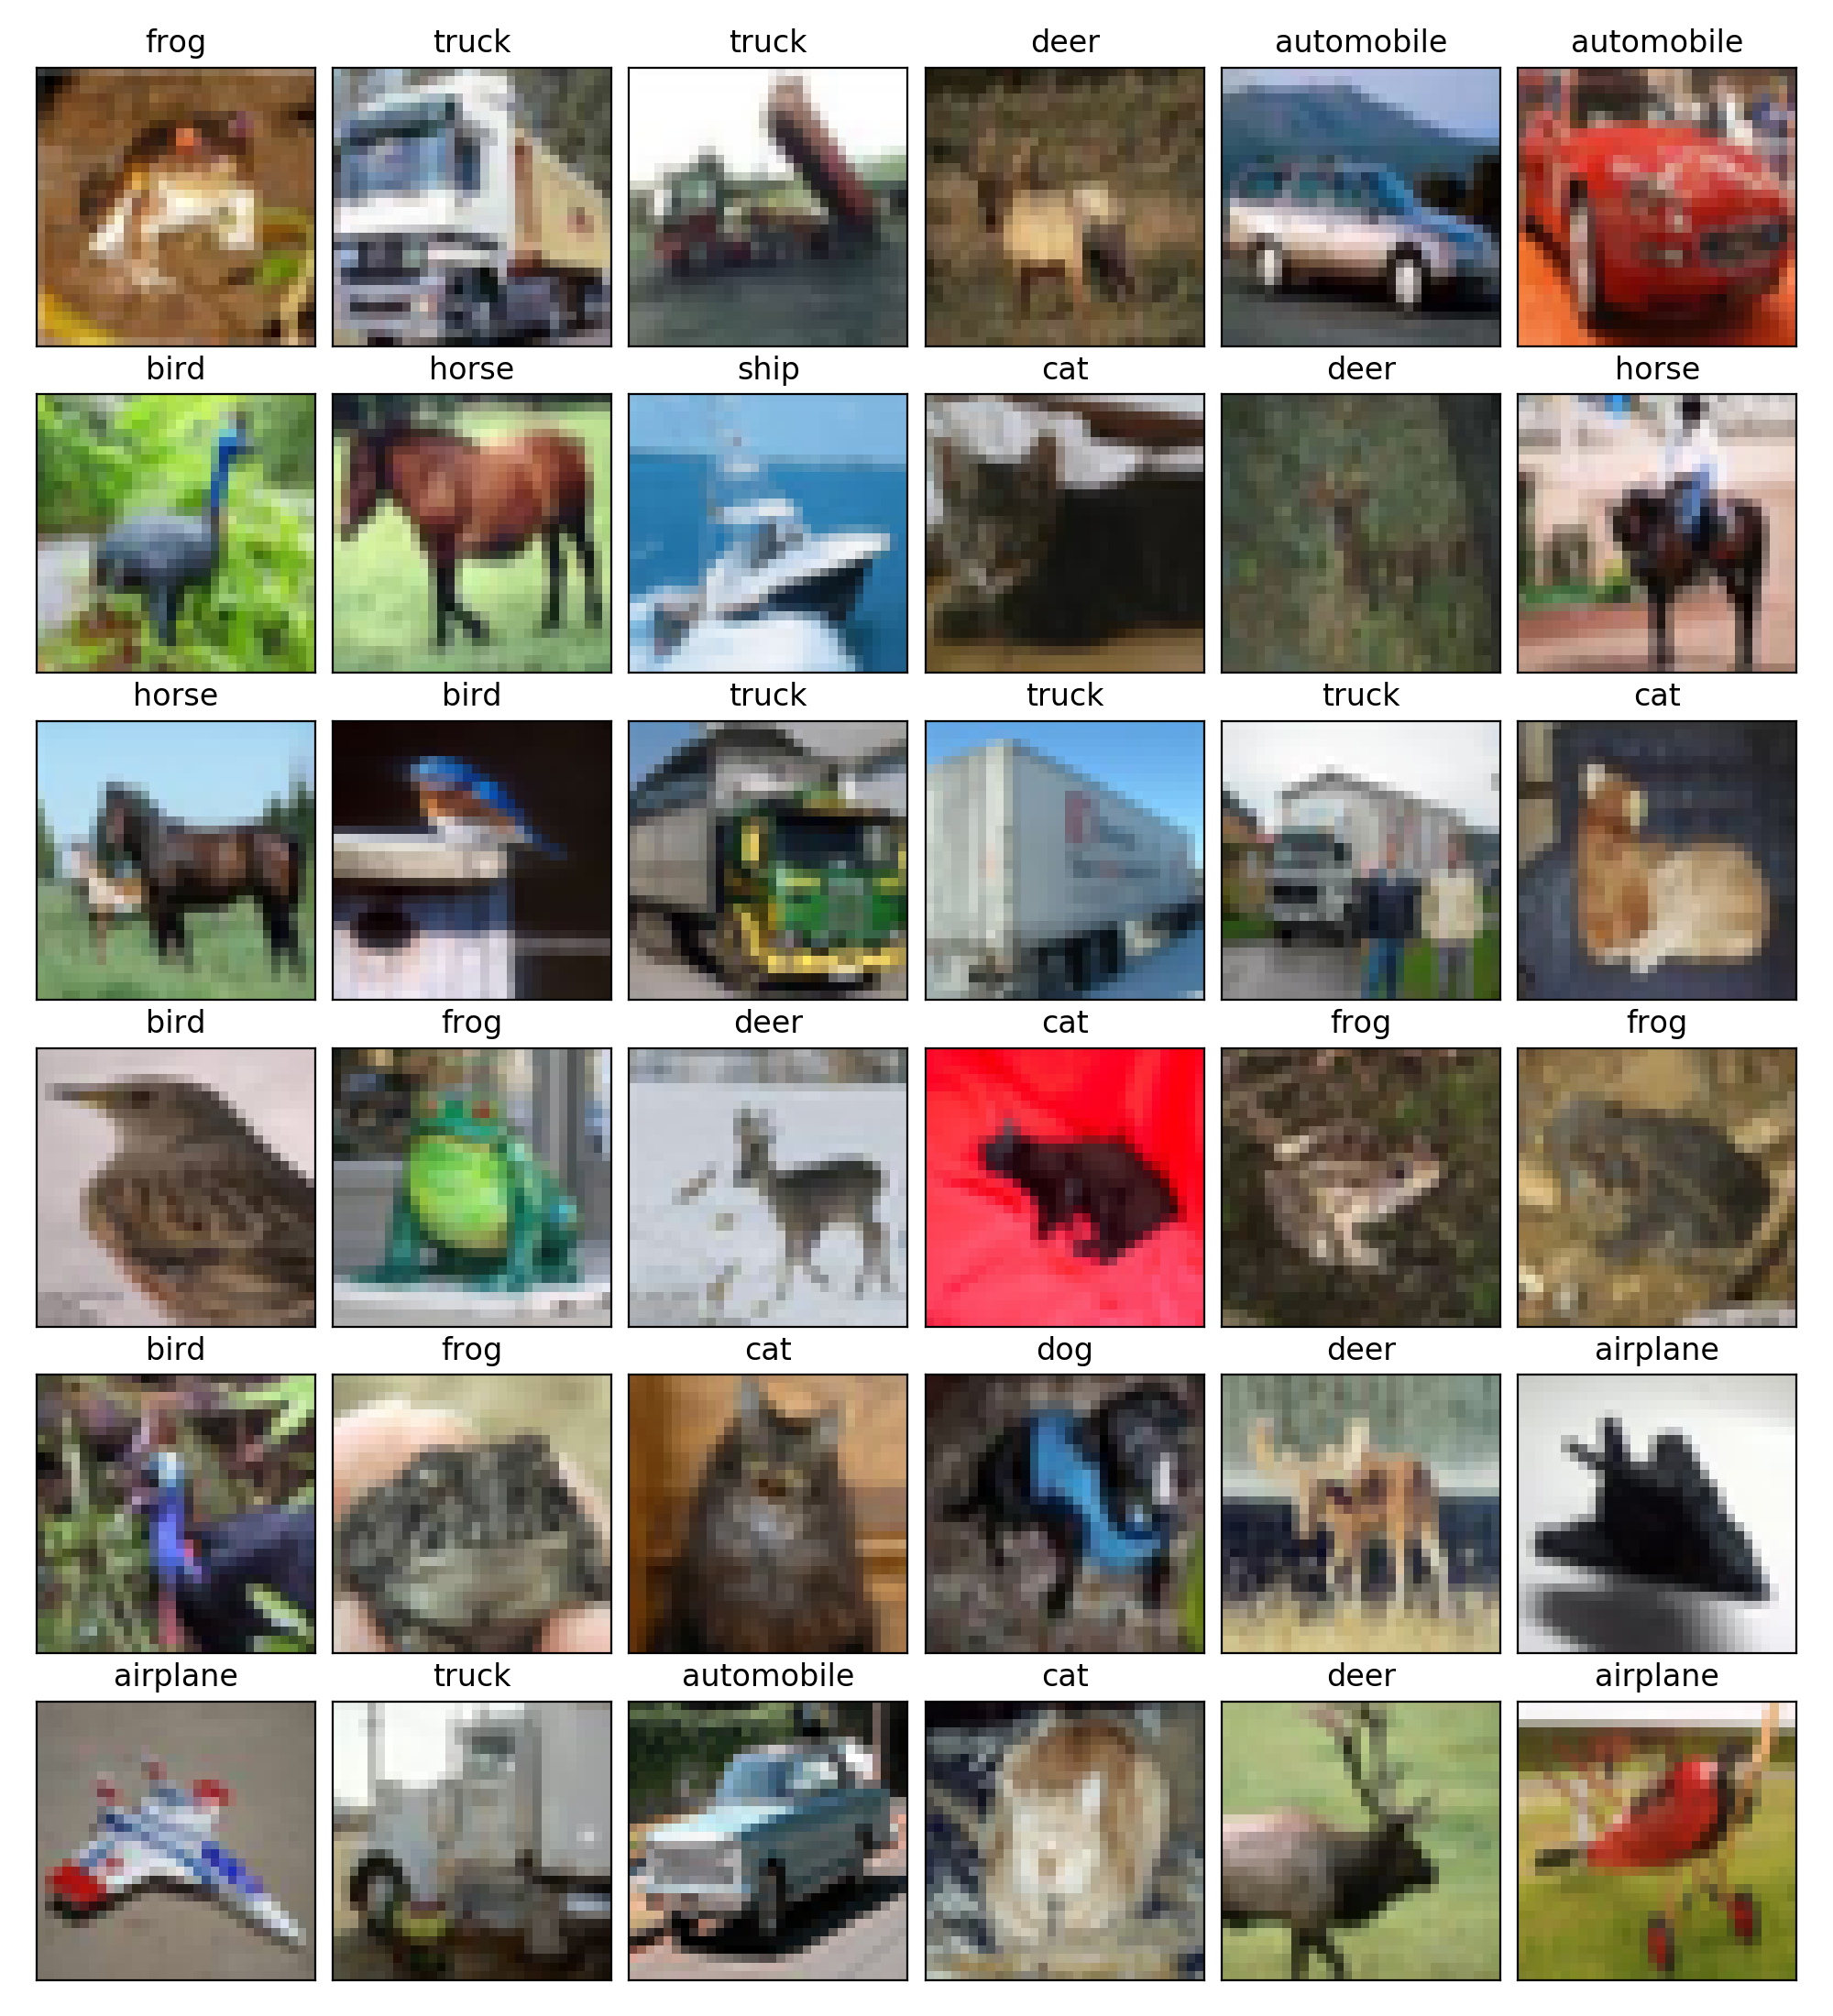 frog truck truck deer automobile automobile
bird horse ship cat deer horse
horse bird truck truck truck cat
bird frog deer cat frog frog
bird frog cat dog deer airplane
airplane truck automobile cat deer airplane